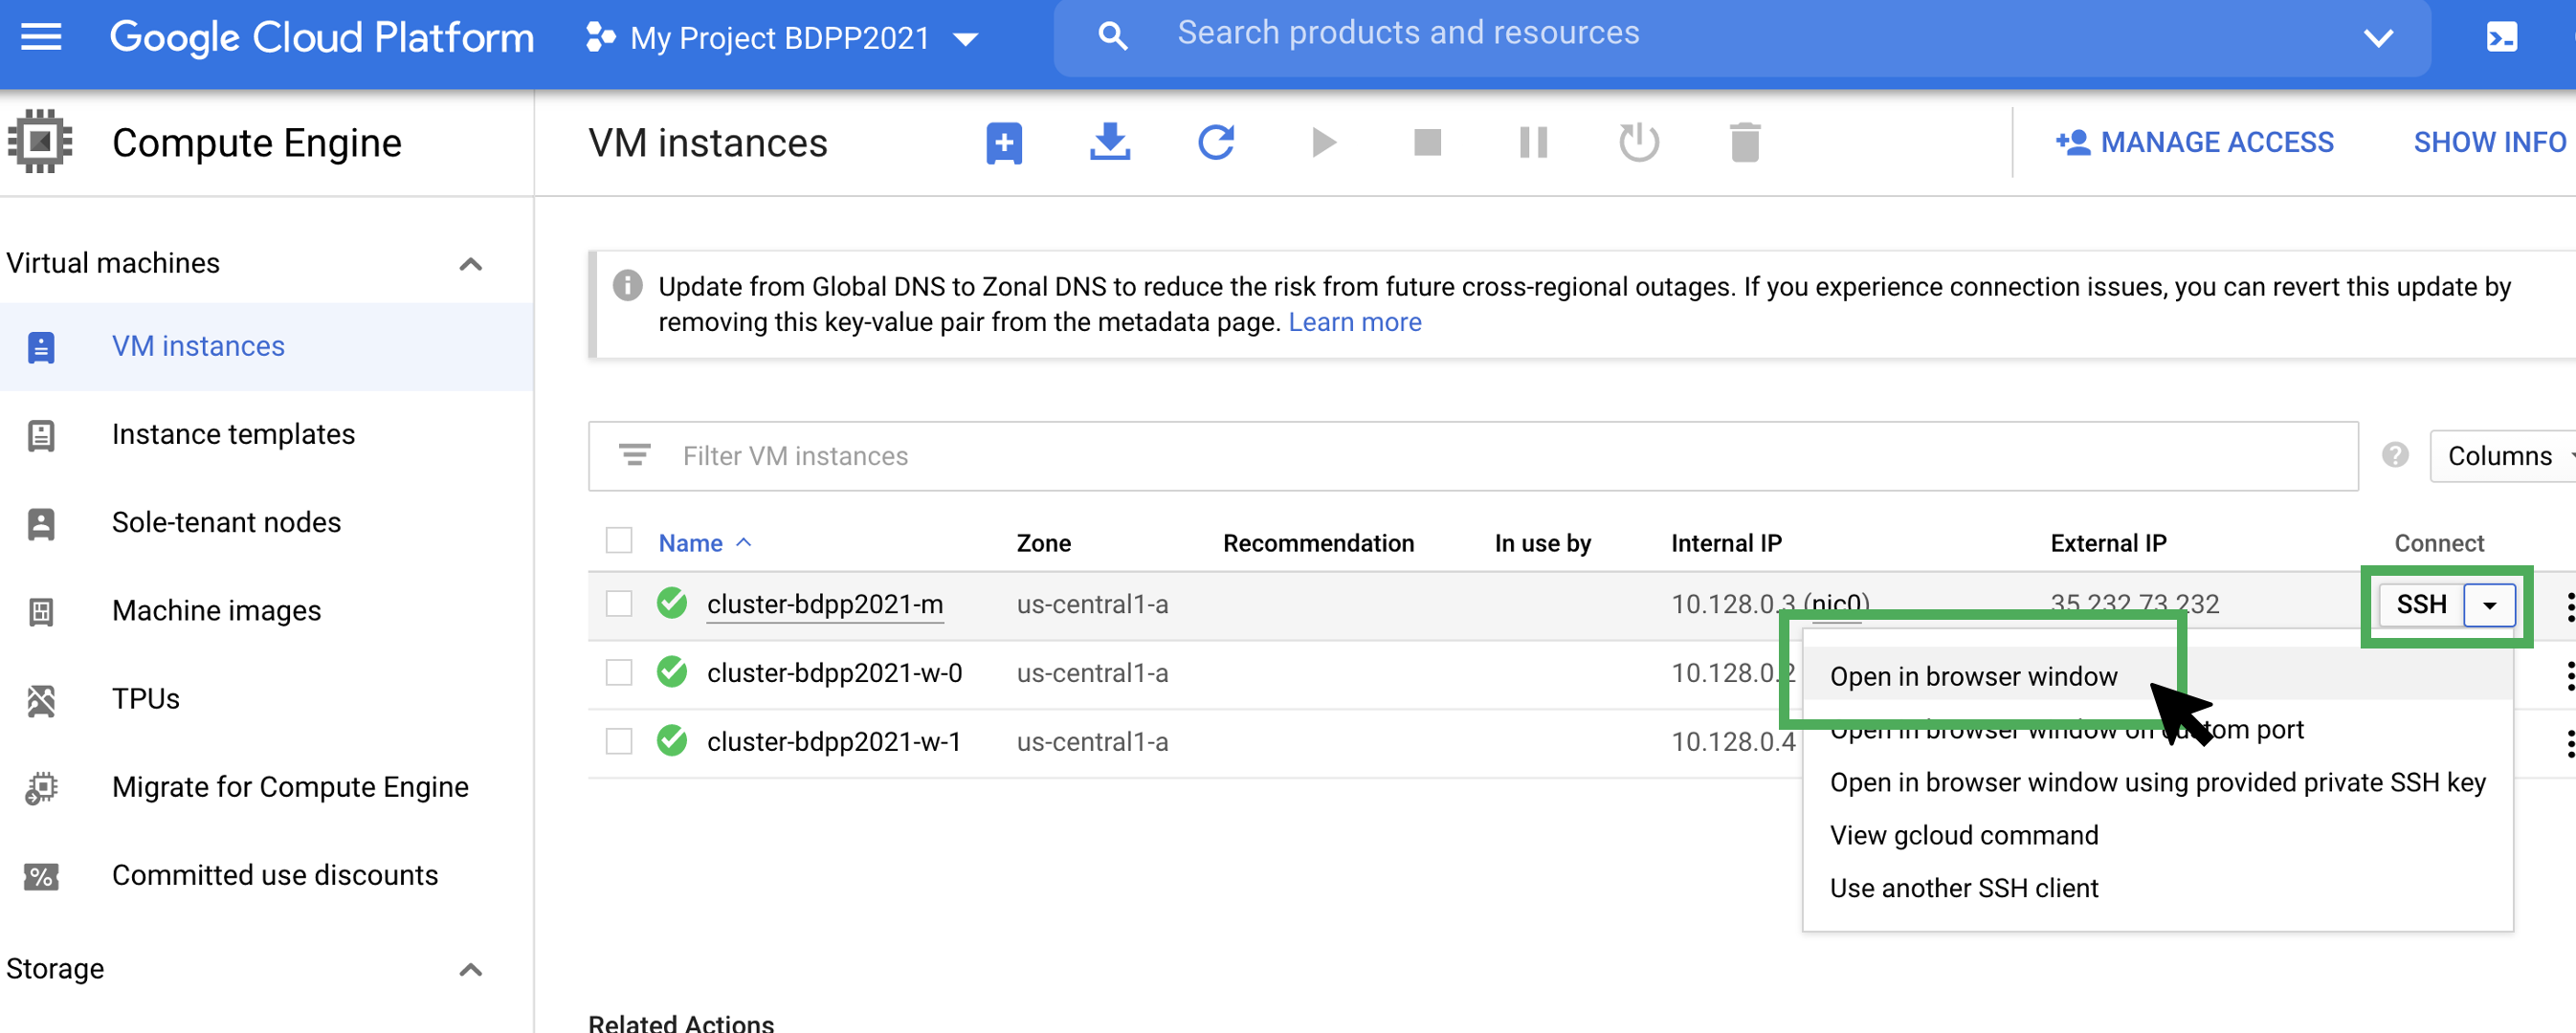 Google Cloud Platform My Project BDPP2021 Search products and resources
Compute Engine VM instances MANAGE ACCESS SHOW INFO
Virtual machines
Update from Global DNS to Zonal DNS to reduce the risk from future cross-regional outages. If you experience connection issues, you can revert this update by
removing this key-value pair from the metadata page. Learn more
VM instances
Instance templates
Filter VM instances Columns
Sole-tenant nodes
Name Zone Recommendation In use by Internal IP External IP Connect
Machine images
cluster-bdpp2021-m us-central1-a 10.128.0.3 (nic0) 35.232.73.232 SSH
cluster-bdpp2021-w-0 us-central1-a 10.128.0.2 Open in browser window
TPUs
cluster-bdpp2021-w-1 us-central1-a 10.128.0.4 Open in browser window on custom port
Migrate for Compute Engine Open in browser window using provided private SSH key
View gcloud command
Committed use discounts Use another SSH client
Storage
Related Actions